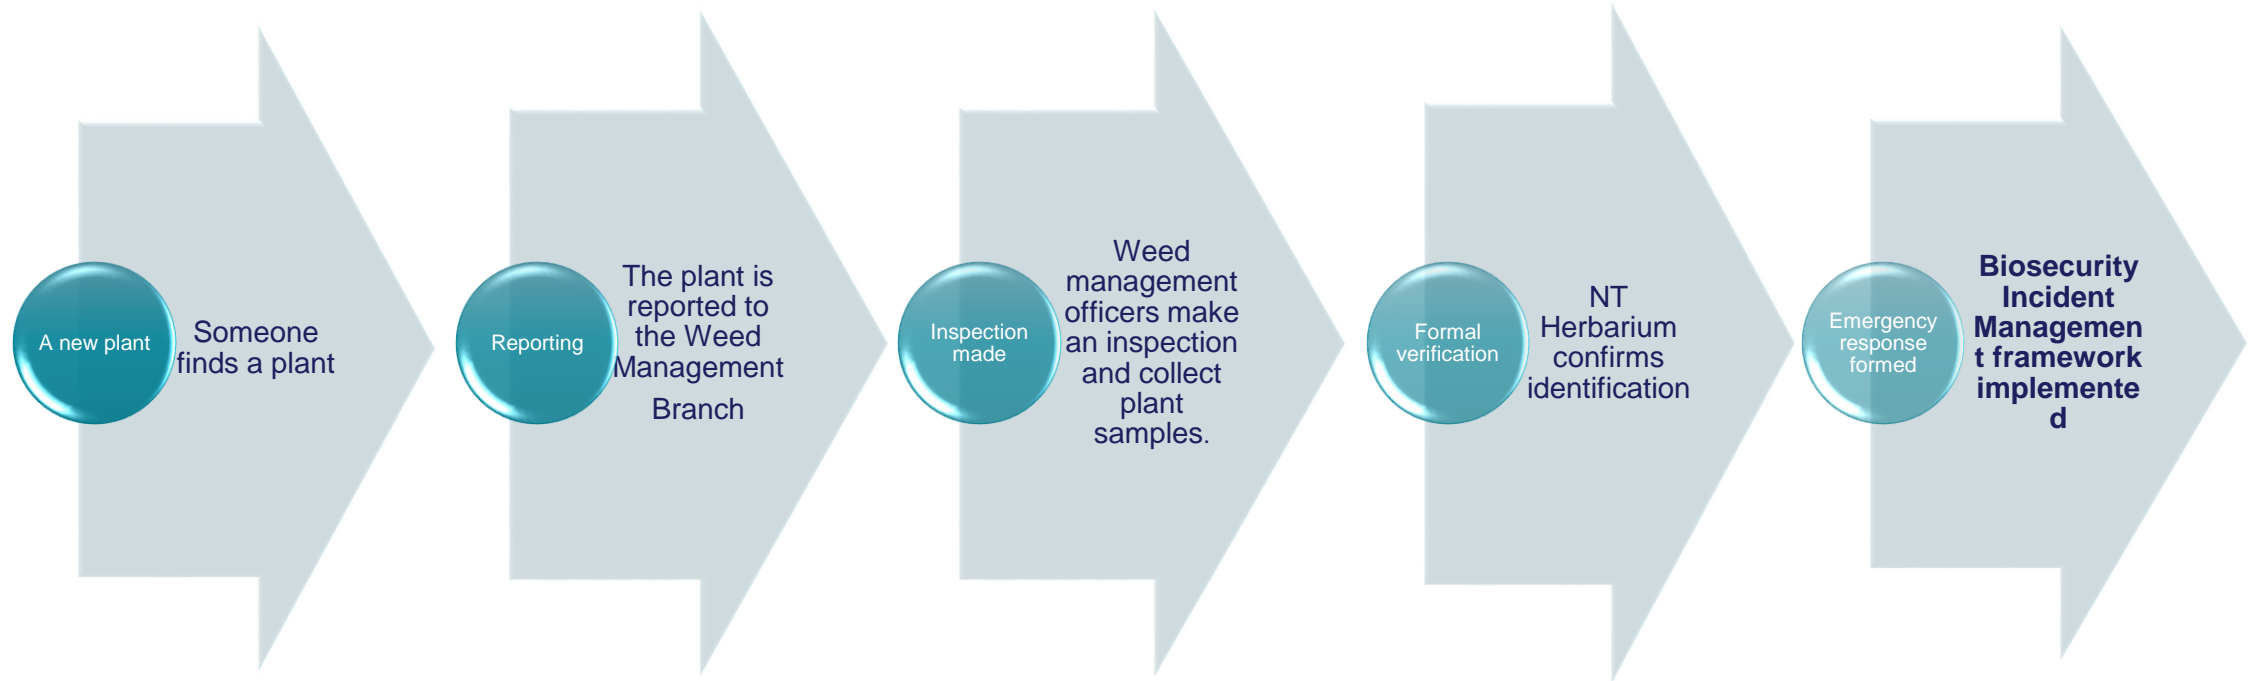 A new plant
Someone
finds a plant
Reporting
The plant is
reported to
the Weed
Management
Branch
Inspection
made
Weed
management
officers make
an inspection
and collect
plant
samples.
Formal
verification
NT
Herbarium
confirms
identification
Emergency
response
formed
Biosecurity
Incident
Managemen
t framework
implemente
d